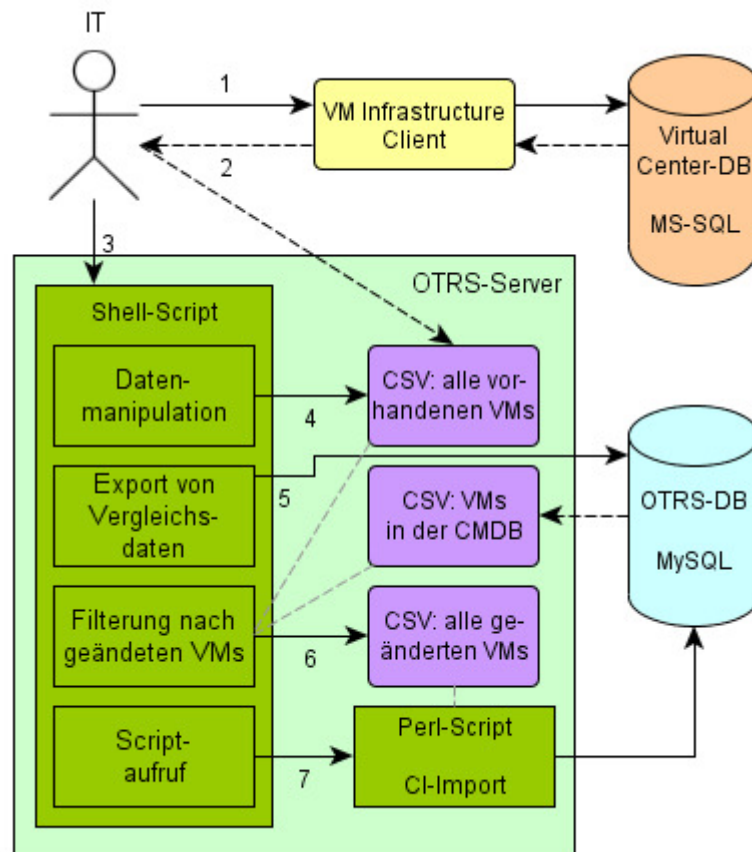 IT
1
VM Infrastructure
Client
2
Virtual
Center-DB
MS-SQL
3
OTRS-Server
Shell-Script
Daten-
manipulation
4
CSV: alle vor-
handenen VMs
Export von
Vergleichs-
daten
5
CSV: VMs
in der CMDB
OTRS-DB
MySQL
Filterung nach
geändeten VMs
6
CSV: alle ge-
änderten VMs
Script-
aufruf
7
Perl-Script
CI-Import